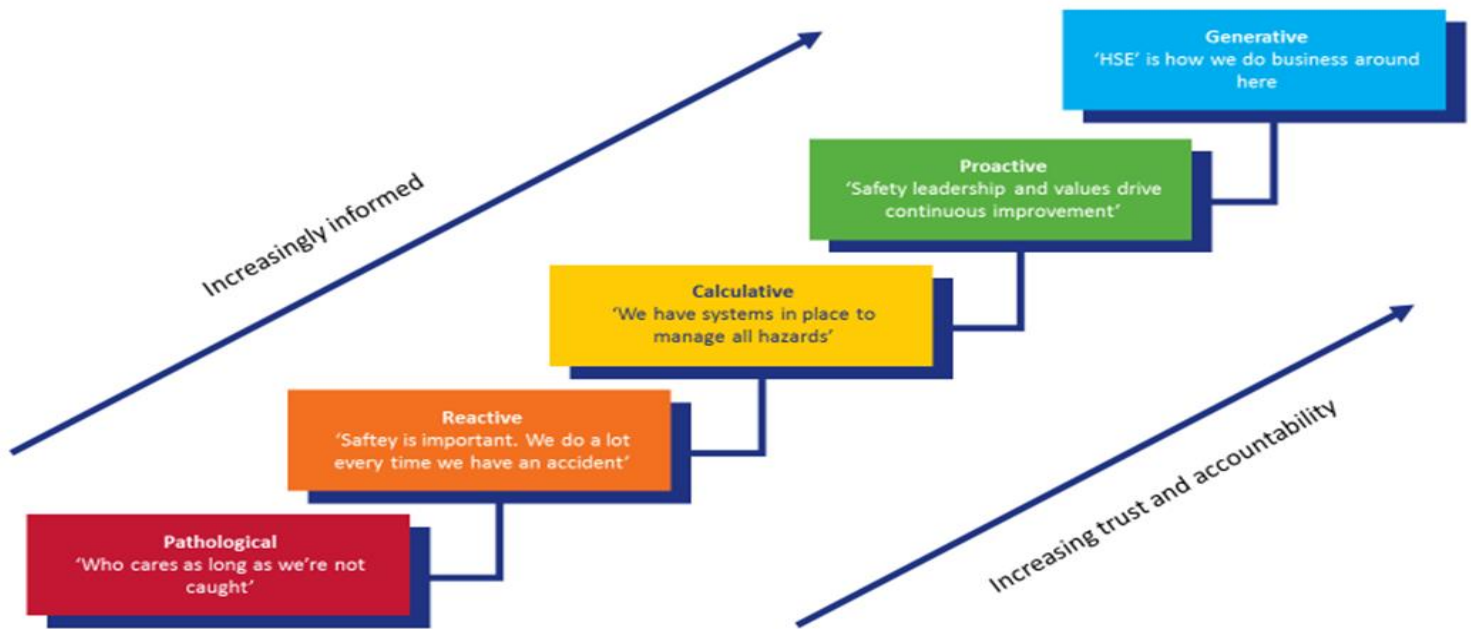 Generative
‘HSE’ is how we do business around
here
Proactive
‘Safety leadership and values drive
continuous improvement’
Increasingly informed
Calculative
‘We have systems in place to
manage all hazards’
Reactive
‘Saftey is important. We do a lot
every time we have an accident’
Increasing trust and accountability
Pathological
‘Who cares as long as we’re not
caught’